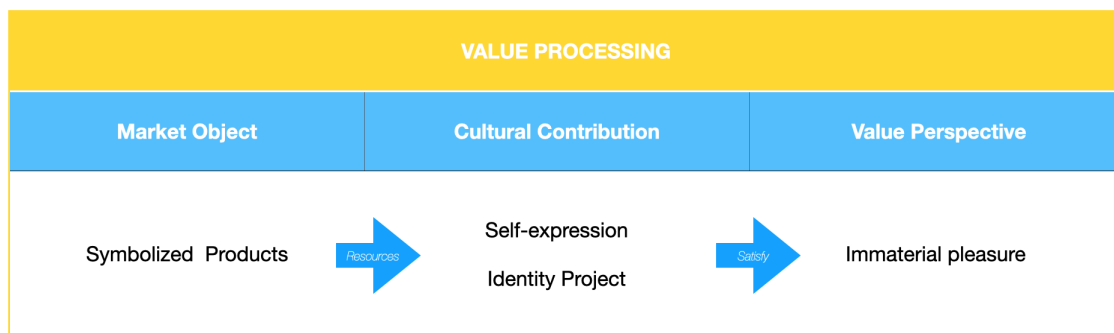 VALUE PROCESSING
Market Object
Cultural Contribution
Value Perspective
Symbolized Products
Resources
Self-expression
Identity Project
Satisfy
Immaterial pleasure